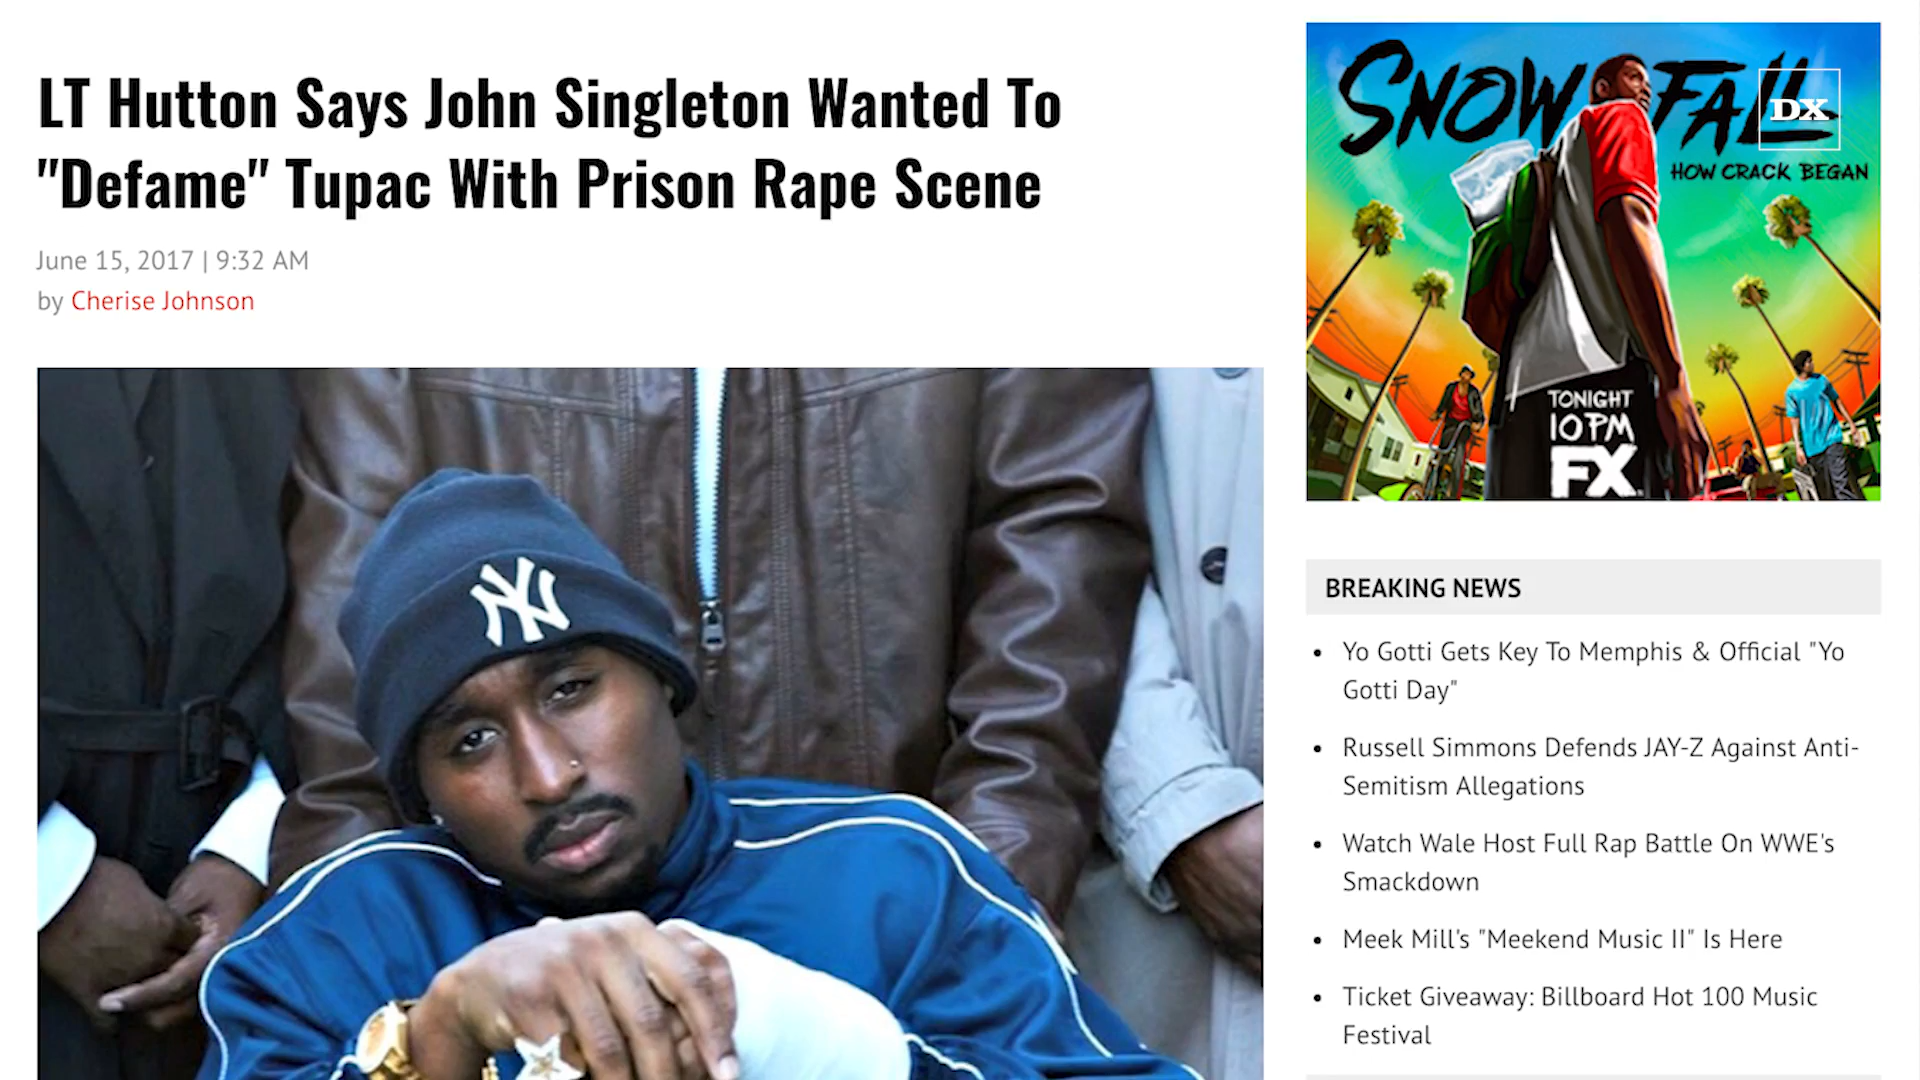 LT Hutton Says John Singleton Wanted To
"Defame" Tupac With Prison Rape Scene
June 15, 2017 | 9:32 AM
by Cherise Johnson
NY
SNOWFALL
DX
HOW CRACK BEGAN
TONIGHT
10PM
FX
BREAKING NEWS
• Yo Gotti Gets Key To Memphis & Official "Yo
Gotti Day"
• Russell Simmons Defends JAY-Z Against Anti-
Semitism Allegations
• Watch Wale Host Full Rap Battle On WWE's
Smackdown
• Meek Mill's "Meekend Music II" Is Here
• Ticket Giveaway: Billboard Hot 100 Music
Festival